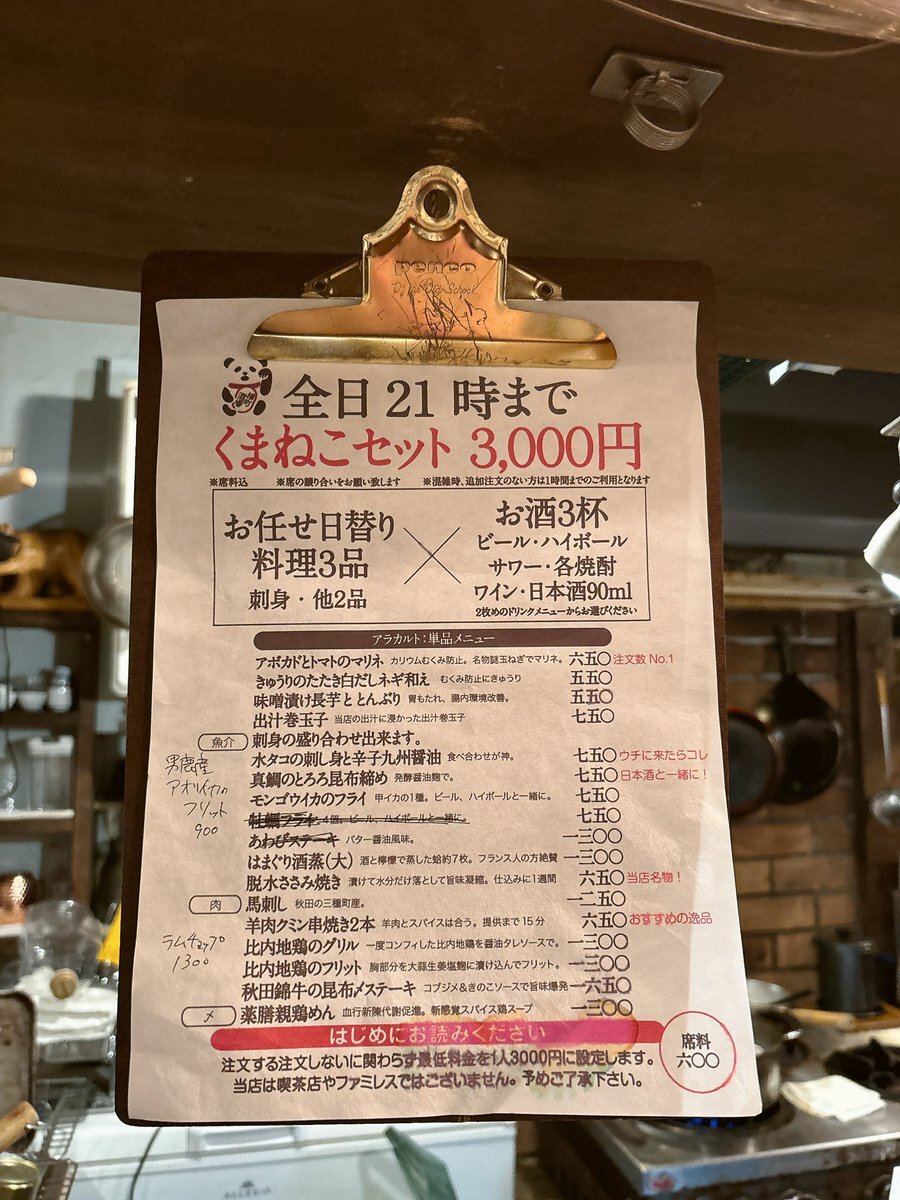 penco
全日21時まで
くまねこセット 3,000円
※席料込 ※席の譲り合いをお願い致します ※混雑時、追加注文のない方は1時間までのご利用となります
お任せ日替り
料理3品
刺身・他2品
お酒3杯
ビール・ハイボール
サワー・各焼酎
ワイン・日本酒90ml
2枚めのドリンクメニューからお選びください
アラカルト:単品メニュー
アボカドとトマトのマリネ カリウムむくみ防止。名物謎玉ねぎでマリネ。 六五〇 注文数 No.1
きゅうりのたたき白だしネギ和え むくみ防止にきゅうり 五五〇
味噌漬け長芋ととんぶり 胃もたれ、腸内環境改善。 五五〇
出汁巻玉子 当店の出汁に浸かった出汁巻玉子 七五〇
魚介 刺身の盛り合わせ出来ます。
水タコの刺し身と辛子九州醤油 食べ合わせが神。 七五〇 ウチに来たらコレ
真鯛のとろろ昆布締め 発酵醤油麹で。 七五〇 日本酒と一緒に!
モンゴウイカのフライ 甲イカの1種。ビール、ハイボールと一緒に。 七五〇
牡蠣フライ 4個。ビール、ハイボールと一緒に。 七五〇
あわびステーキ バター醤油風味。 一三〇〇
はまぐり酒蒸(大) 酒と檸檬で蒸した蛤約7枚。フランス人の方絶賛 一三〇〇
脱水ささみ焼き 漬けて水分だけ落として旨味凝縮。仕込みに1週間 六五〇 当店名物!
肉 馬刺し 秋田の三種町産。 一二五〇
羊肉クミン串焼き2本 羊肉とスパイスは合う。提供まで15分 六五〇 おすすめの逸品
比内地鶏のグリル 一度コンフィした比内地鶏を醤油タレソースで。 一三〇〇
比内地鶏のフリット 胸部分を大蒜生姜塩麹に漬け込んでフリット。 一三〇〇
秋田錦牛の昆布〆ステーキ コブジメ&きのこソースで旨味爆発 一六五〇
〆 薬膳親鶏めん 血行新陳代謝促進。新感覚スパイス鶏スープ 一三〇〇
男鹿産
アオリイカの
フリット
900
ラムチョップ
1300
はじめにお読みください
注文する注文しないに関わらず最低料金を1人3000円に設定します。
当店は喫茶店やファミレスではございません。予めご了承下さい。
席料
六〇〇